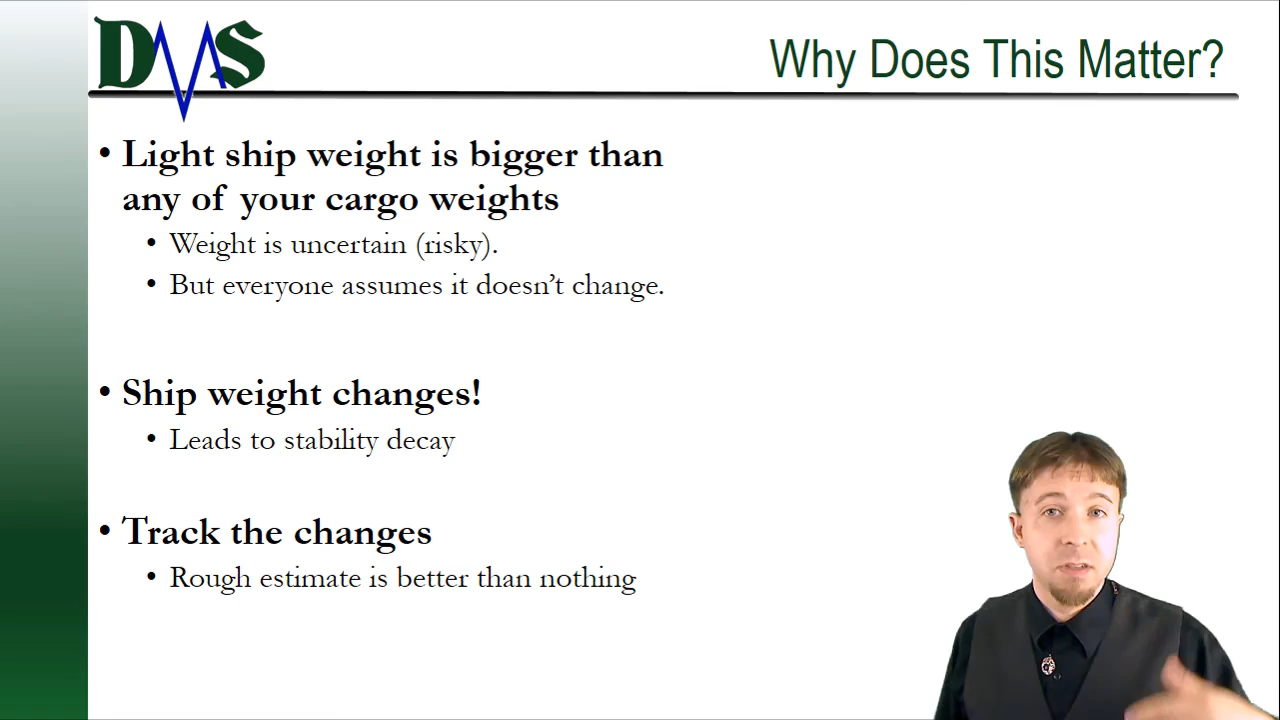 DMS
Why Does This Matter?
• Light ship weight is bigger than
any of your cargo weights
• Weight is uncertain (risky).
• But everyone assumes it doesn’t change.
• Ship weight changes!
• Leads to stability decay
• Track the changes
• Rough estimate is better than nothing